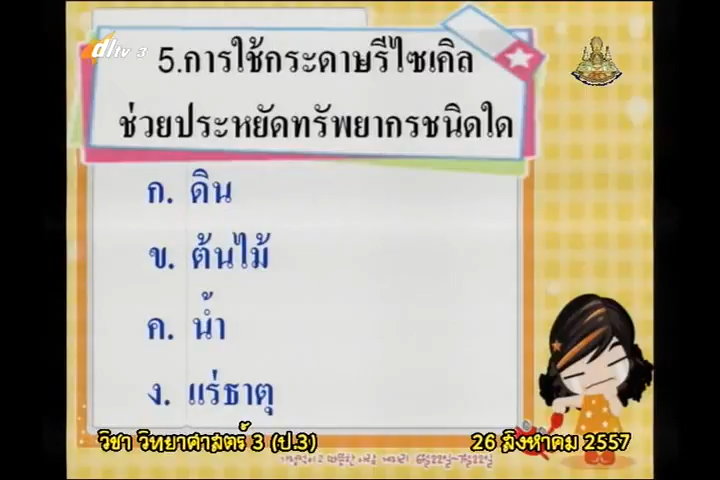 dltv 3
5.การใช้กระดาษรีไซเคิล
ช่วยประหยัดทรัพยากรชนิดใด
ก. ดิน
ข. ต้นไม้
ค. น้ำ
ง. แร่ธาตุ
วิชา วิทยาศาสตร์ 3 (ป.3)
26 สิงหาคม 2557